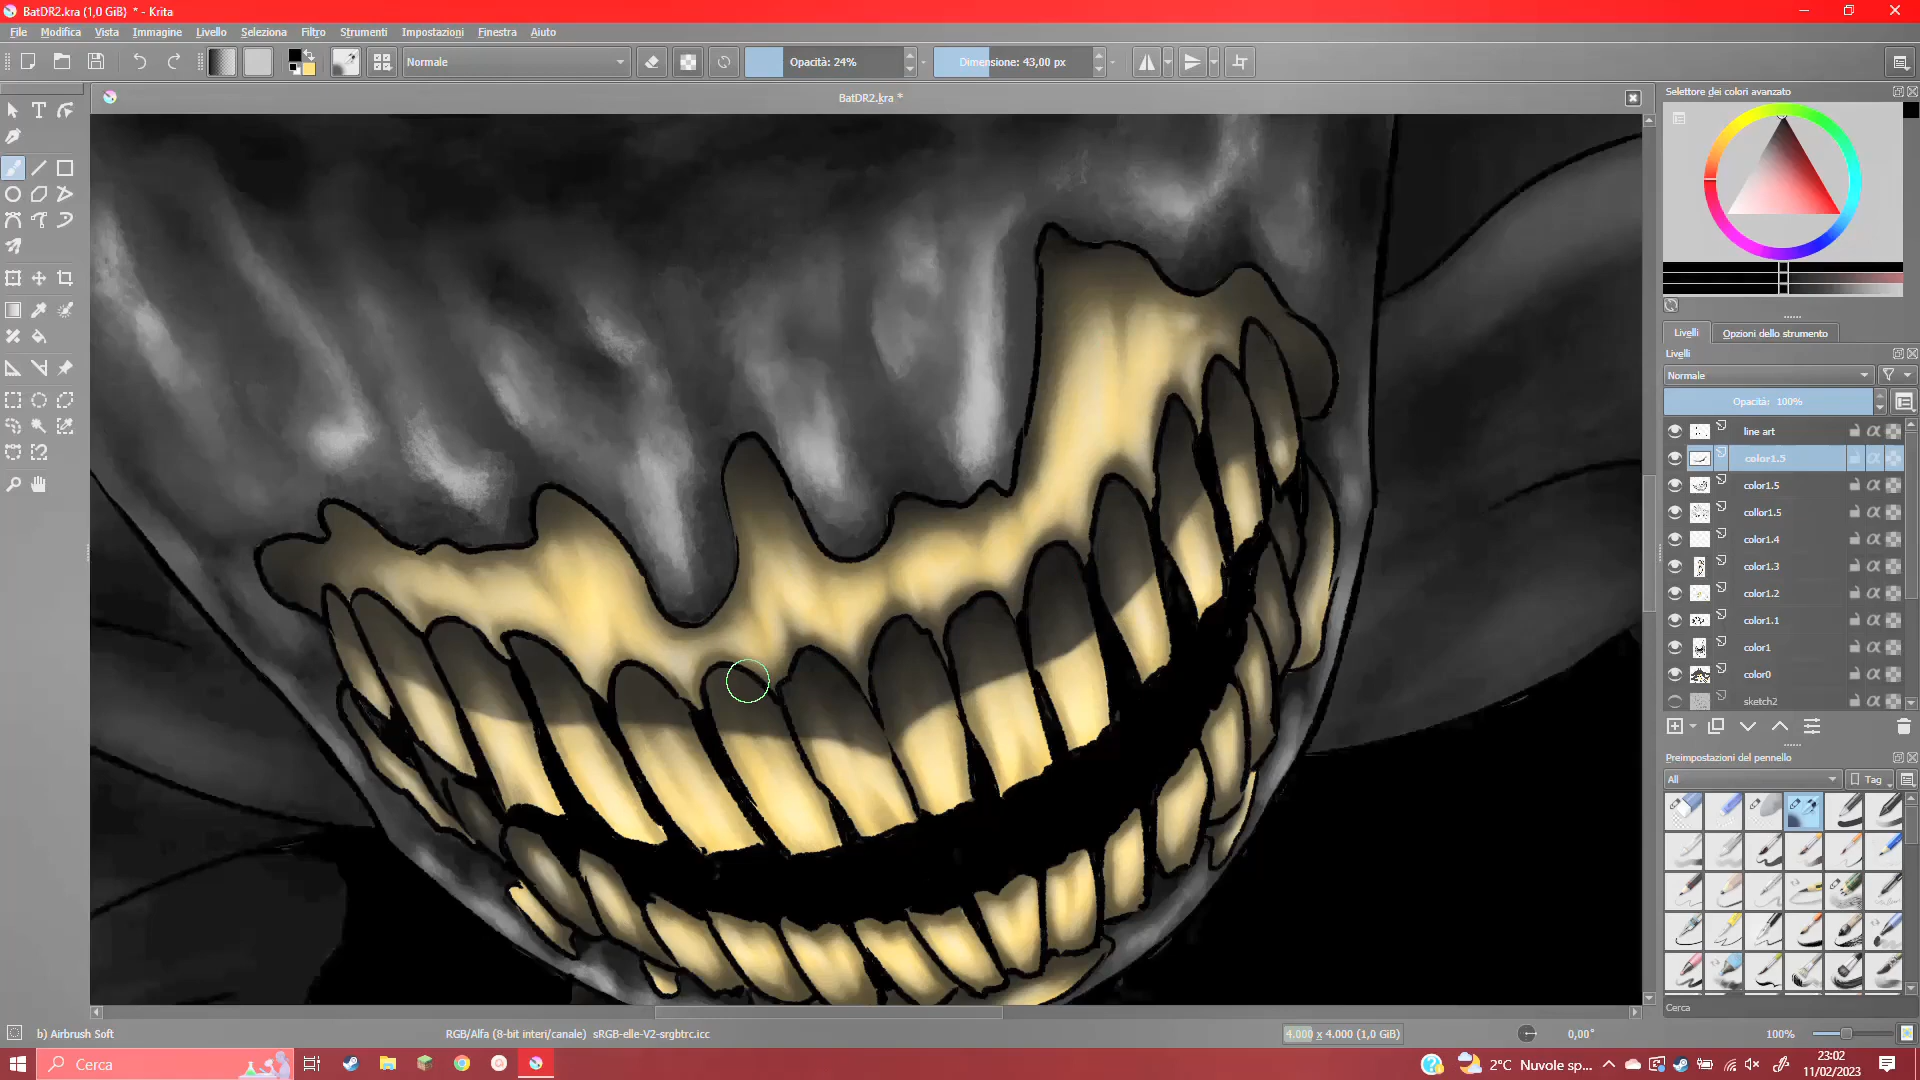 BatDR2.kra (1,0 GiB) * - Krita
File Modifica Vista Immagine Livello Seleziona Filtro Strumenti Impostazioni Finestra Aiuto
Normale
Opacità: 24%
Dimensione: 43,00 px
BatDR2.kra *
Selettore dei colori avanzato
Livelli
Opzioni dello strumento
Livelli
Normale
Opacità: 100%
line art
color1.5
color1.5
collor1.5
color1.4
color1.3
color1.2
color1.1
color1
color0
sketch2
Preimpostazioni del pennello
All
Tag
Cerca
b) Airbrush Soft
RGB/Alfa (8-bit interi/canale) sRGB-elle-V2-srgbtrc.icc
4.000 x 4.000 (1,0 GiB)
0,00°
100%
Cerca
2°C Nuvole sp...
23:02
11/02/2023